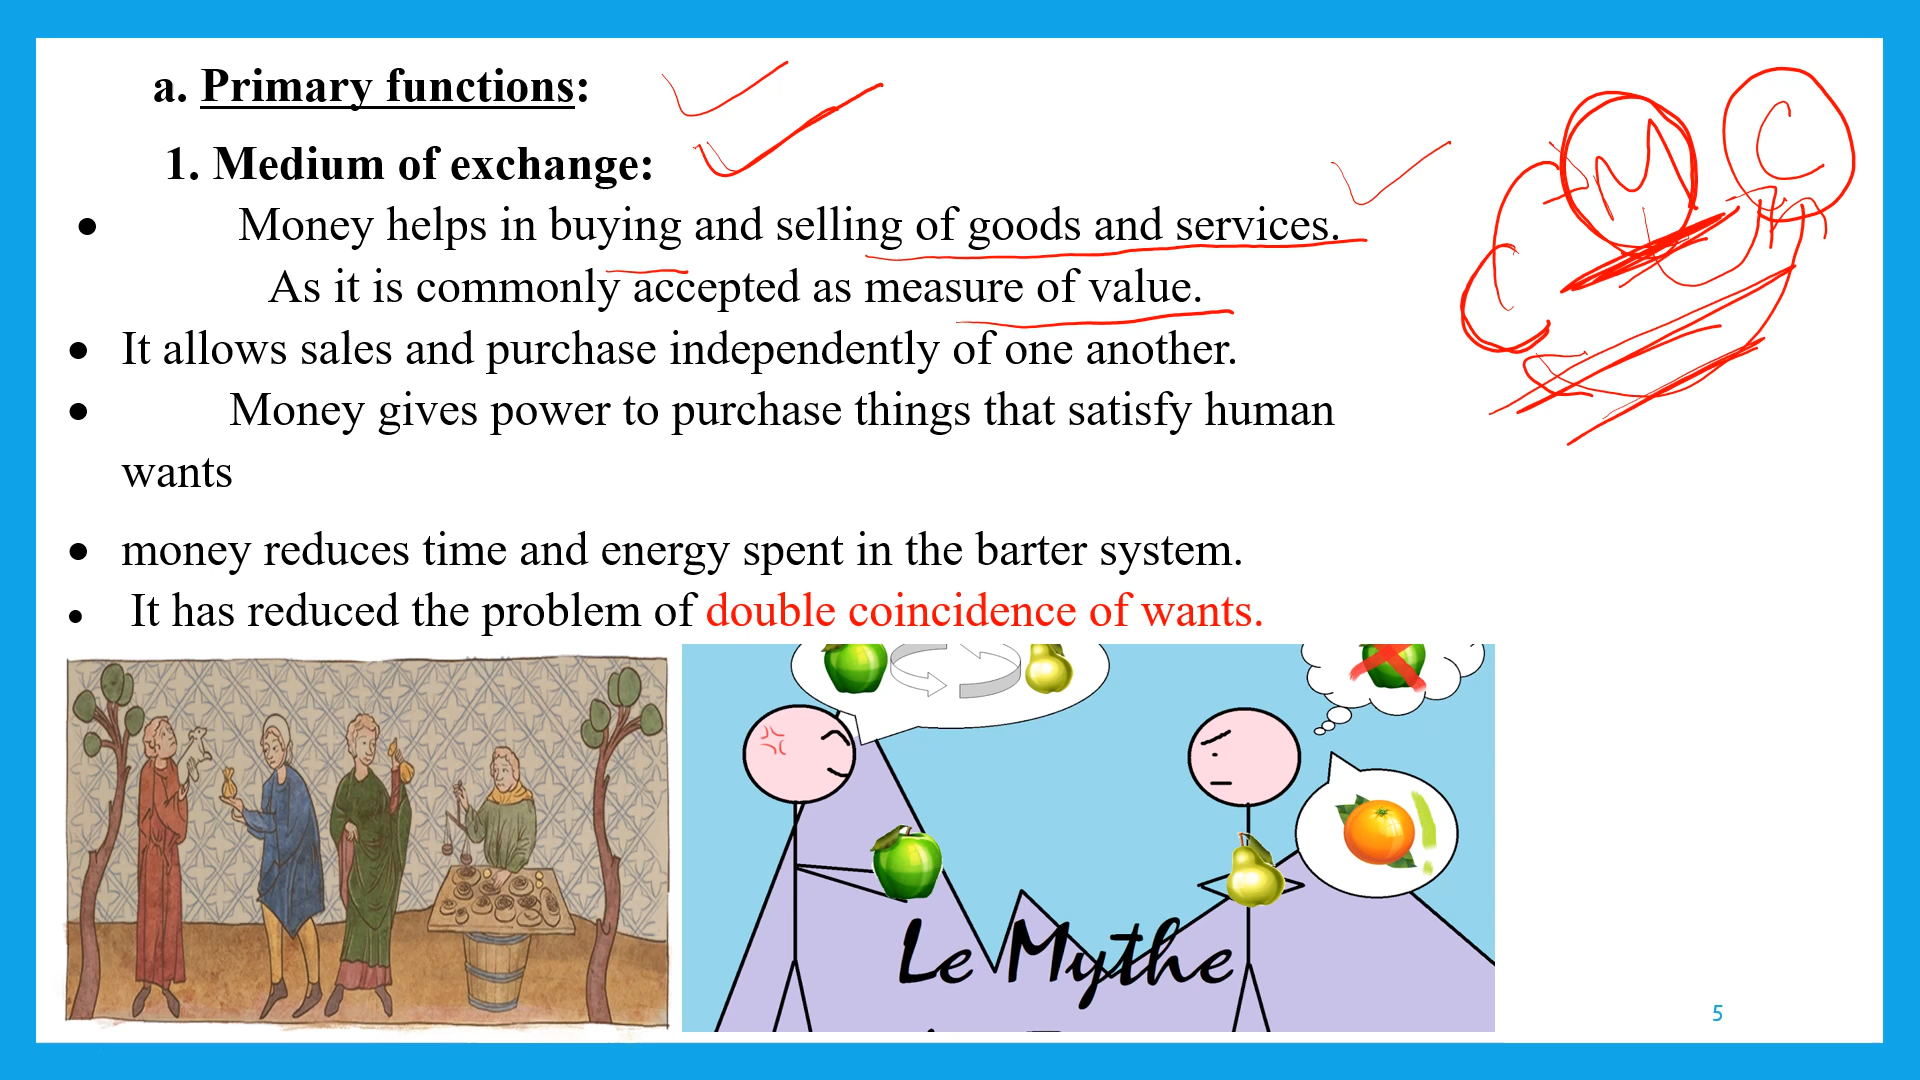 a. Primary functions:
1. Medium of exchange:
• Money helps in buying and selling of goods and services.
As it is commonly accepted as measure of value.
• It allows sales and purchase independently of one another.
• Money gives power to purchase things that satisfy human
wants
• money reduces time and energy spent in the barter system.
• It has reduced the problem of double coincidence of wants.
M
C
C
Le Mythe
5